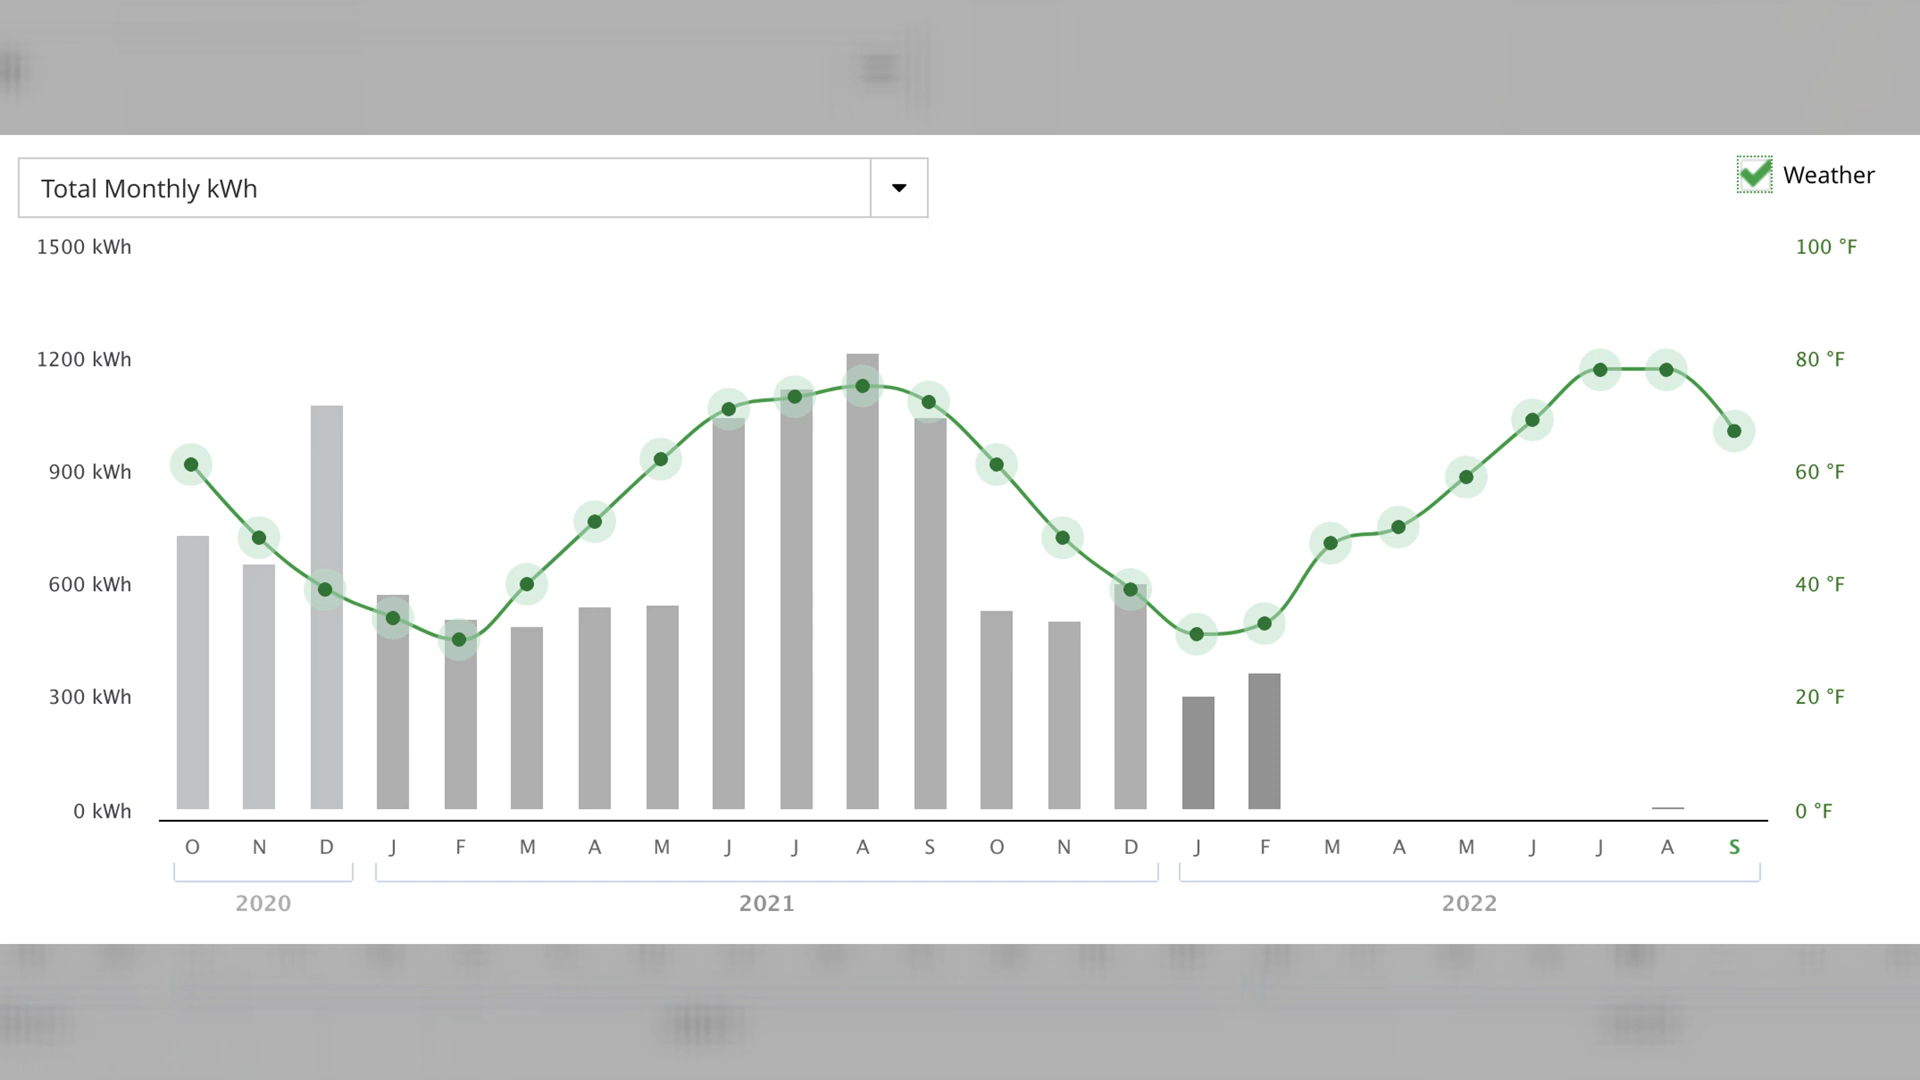 Total Monthly kWh
Weather
1500 kWh
100 °F
1200 kWh
80 °F
900 kWh
60 °F
600 kWh
40 °F
300 kWh
20 °F
0 kWh
0 °F
O N D J F M A M J J A S O N D J F M A M J J A S
2020 2021 2022